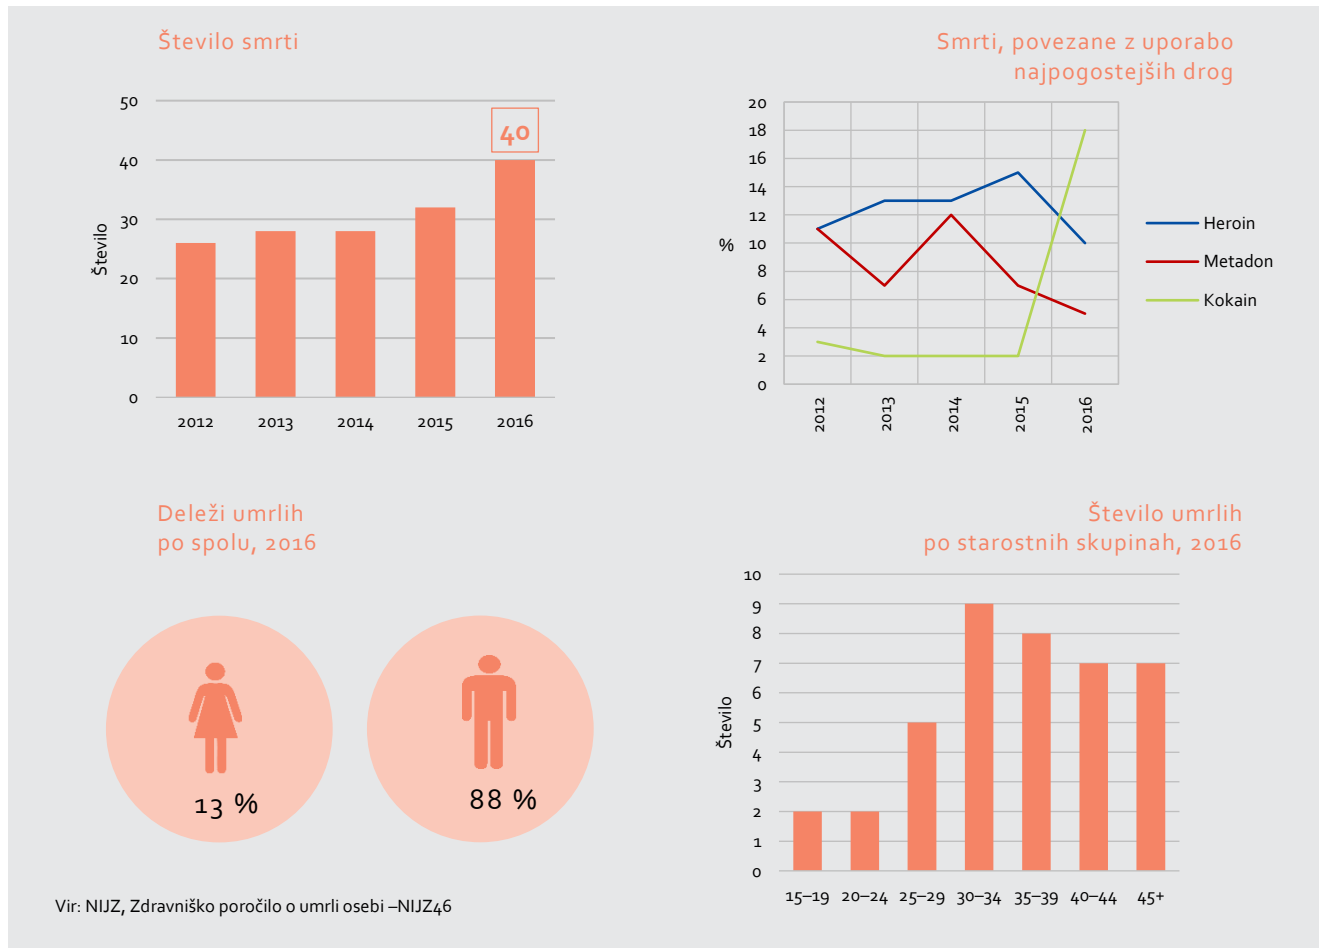 Število smrti
50
40
30
20
10
0
Število
40
2012 2013 2014 2015 2016
Smrti, povezane z uporabo
najpogostejših drog
20
18
16
14
12
10
8
6
4
2
0
%
2012 2013 2014 2015 2016
Heroin
Metadon
Kokain
Deleži umrlih
po spolu, 2016
13 %
88 %
Število umrlih
po starostnih skupinah, 2016
10
9
8
7
6
5
4
3
2
1
0
Število
15–19 20–24 25–29 30–34 35–39 40–44 45+
Vir: NIJZ, Zdravniško poročilo o umrli osebi –NIJZ46